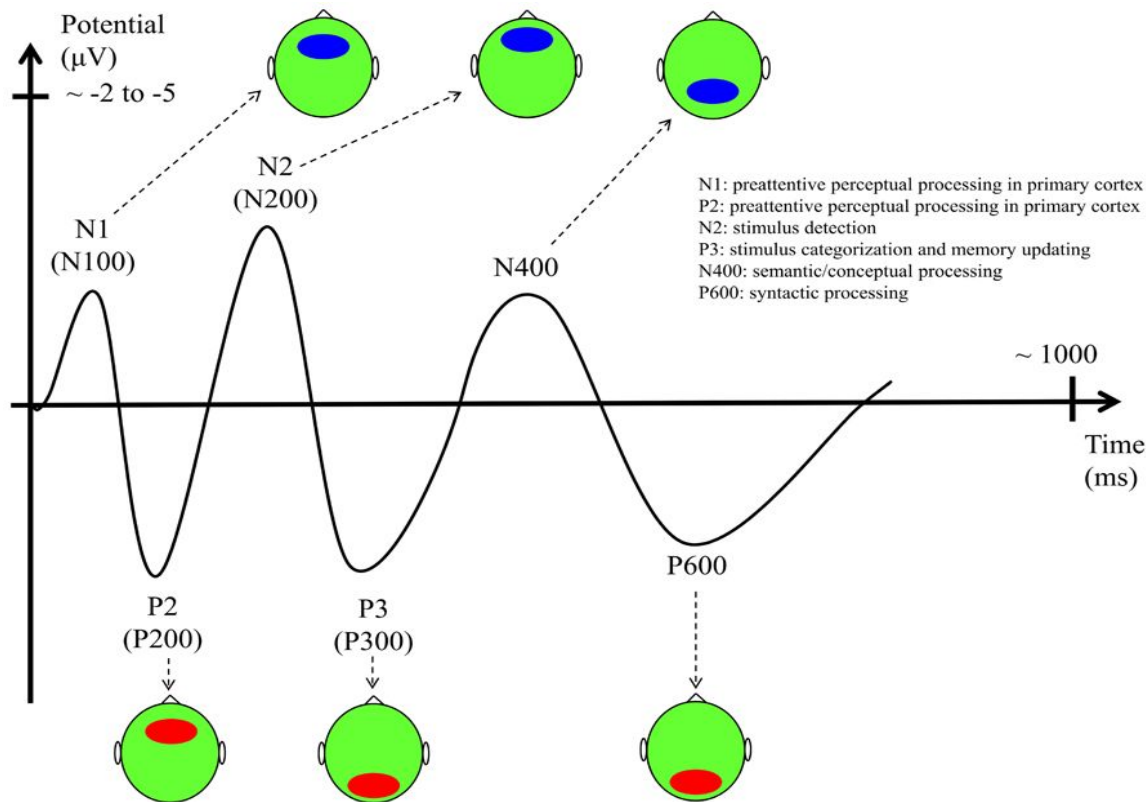 Potential
(µV)
~ -2 to -5
N1
(N100)
N2
(N200)
N400
N1: preattentive perceptual processing in primary cortex
P2: preattentive perceptual processing in primary cortex
N2: stimulus detection
P3: stimulus categorization and memory updating
N400: semantic/conceptual processing
P600: syntactic processing
~ 1000
Time
(ms)
P2
(P200)
P3
(P300)
P600